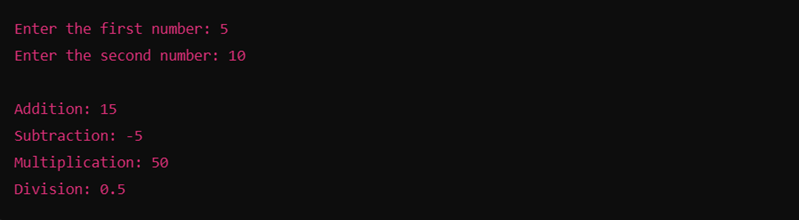 Enter the first number: 5
Enter the second number: 10
Addition: 15
Subtraction: -5
Multiplication: 50
Division: 0.5